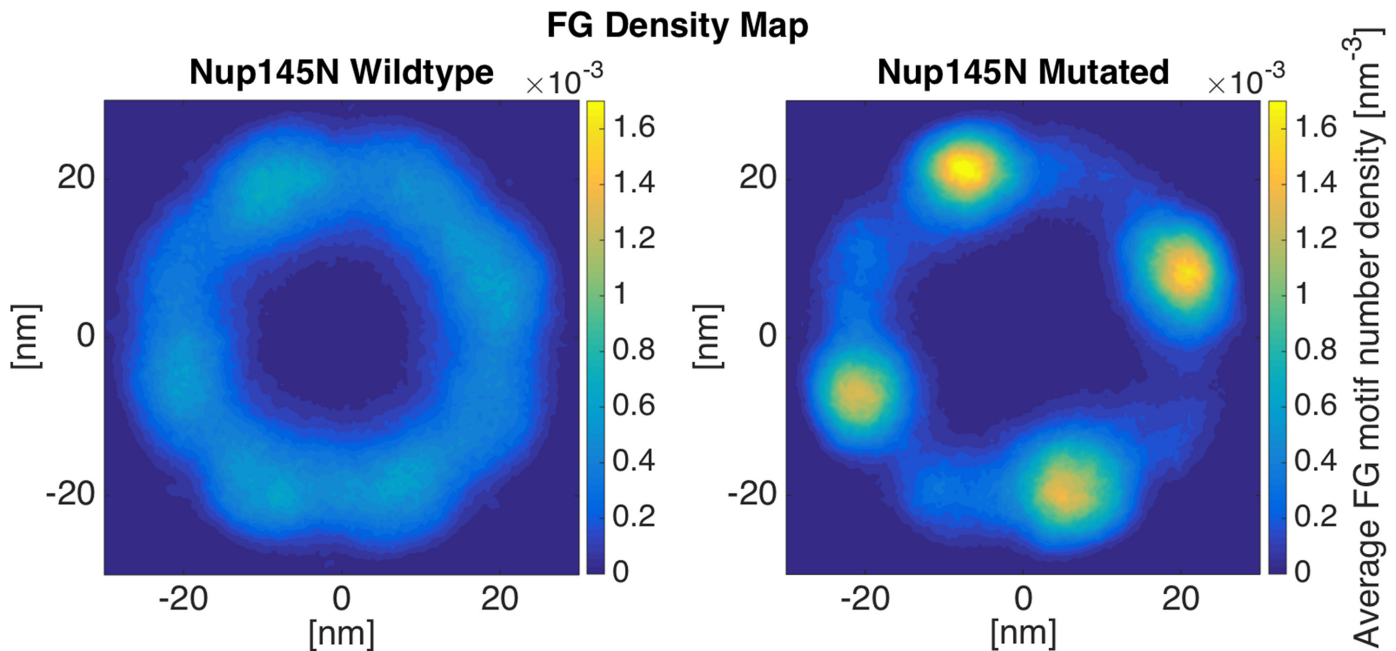 FG Density Map
Nup145N Wildtype
×10-3
1.6
1.4
1.2
1
0.8
0.6
0.4
0.2
0
20
0
-20
[nm]
-20 0 20
[nm]
Nup145N Mutated
×10-3
1.6
1.4
1.2
1
0.8
0.6
0.4
0.2
0
20
0
-20
[nm]
-20 0 20
[nm]
Average FG motif number density [nm-3]